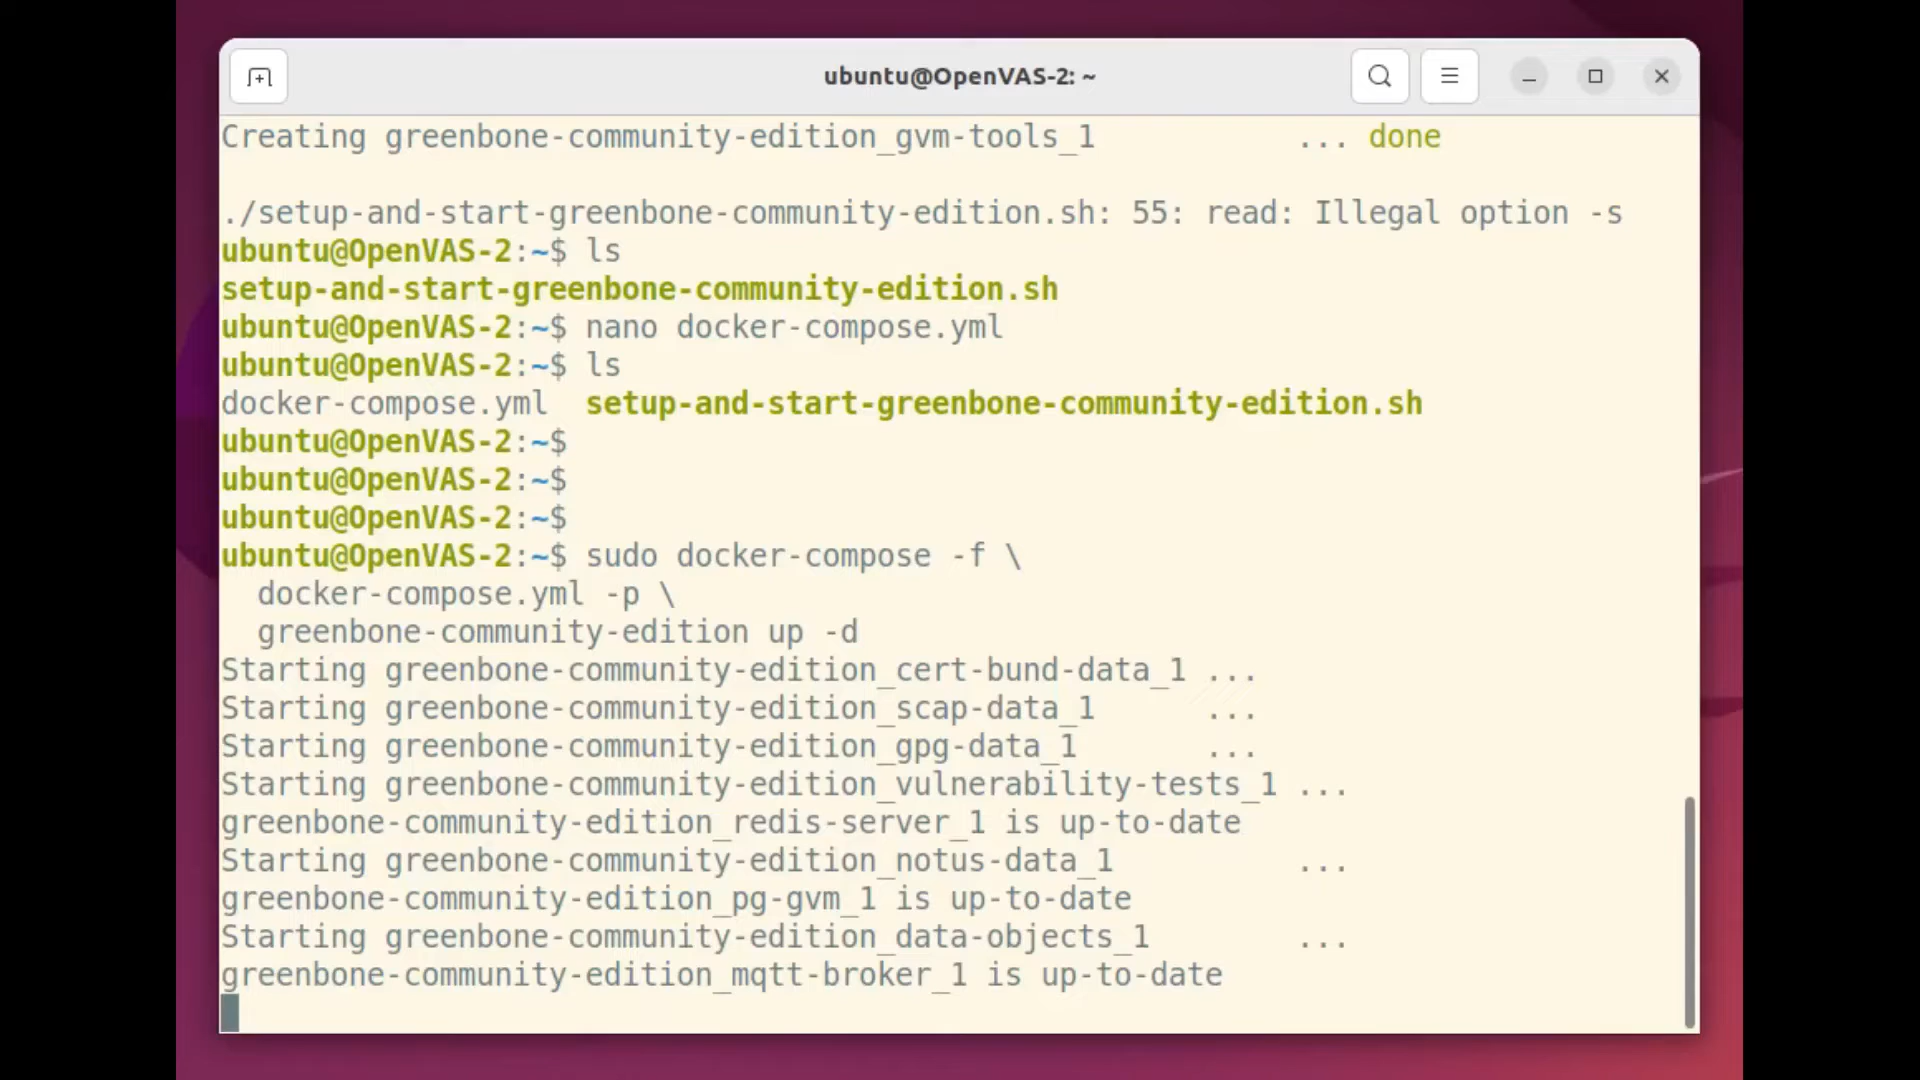 ubuntu@OpenVAS-2: ~
Creating greenbone-community-edition_gvm-tools_1 ... done
./setup-and-start-greenbone-community-edition.sh: 55: read: Illegal option -s
ubuntu@OpenVAS-2:~$ ls
setup-and-start-greenbone-community-edition.sh
ubuntu@OpenVAS-2:~$ nano docker-compose.yml
ubuntu@OpenVAS-2:~$ ls
docker-compose.yml setup-and-start-greenbone-community-edition.sh
ubuntu@OpenVAS-2:~$
ubuntu@OpenVAS-2:~$
ubuntu@OpenVAS-2:~$
ubuntu@OpenVAS-2:~$ sudo docker-compose -f \
docker-compose.yml -p \
greenbone-community-edition up -d
Starting greenbone-community-edition_cert-bund-data_1 ...
Starting greenbone-community-edition_scap-data_1 ...
Starting greenbone-community-edition_gpg-data_1 ...
Starting greenbone-community-edition_vulnerability-tests_1 ...
greenbone-community-edition_redis-server_1 is up-to-date
Starting greenbone-community-edition_notus-data_1 ...
greenbone-community-edition_pg-gvm_1 is up-to-date
Starting greenbone-community-edition_data-objects_1 ...
greenbone-community-edition_mqtt-broker_1 is up-to-date